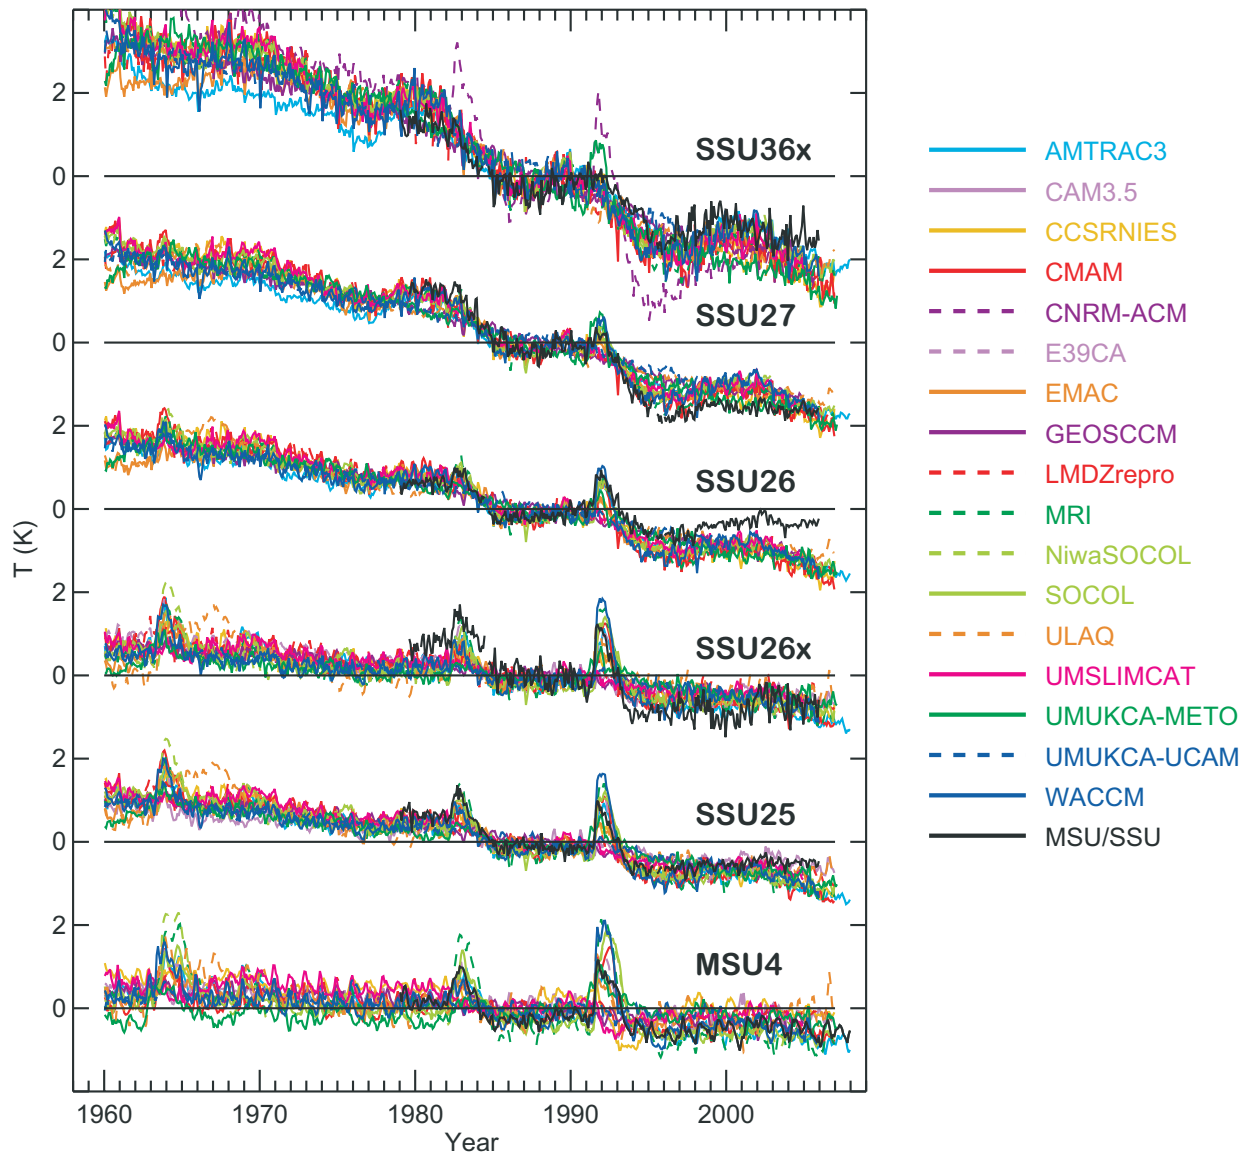 2
SSU36x
0
2
SSU27
0
2
SSU26
0
T (K)
2
SSU26x
0
2
SSU25
0
2
MSU4
0
1960 1970 1980 1990 2000
Year
AMTRAC3
CAM3.5
CCSRNIES
CMAM
CNRM-ACM
E39CA
EMAC
GEOSCCM
LMDZrepro
MRI
NiwaSOCOL
SOCOL
ULAQ
UMSLIMCAT
UMUKCA-METO
UMUKCA-UCAM
WACCM
MSU/SSU